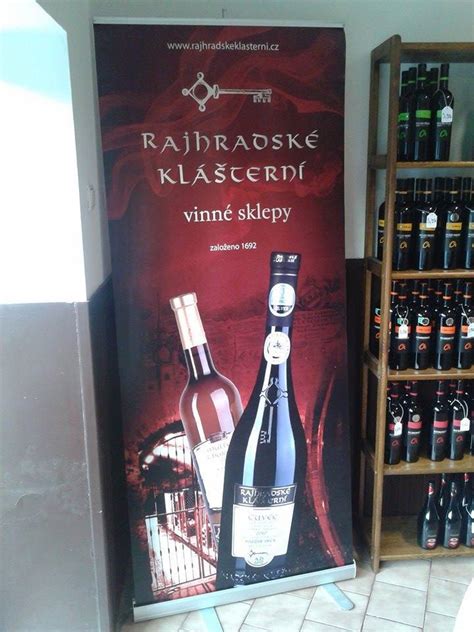 www.rajhradskeklasterni.cz
RAJHRADSKÉ
KLÁŠTERNÍ
vinné sklepy
založeno 1692
RAJHRADSKÉ
KLÁŠTERNÍ
CUVÉE